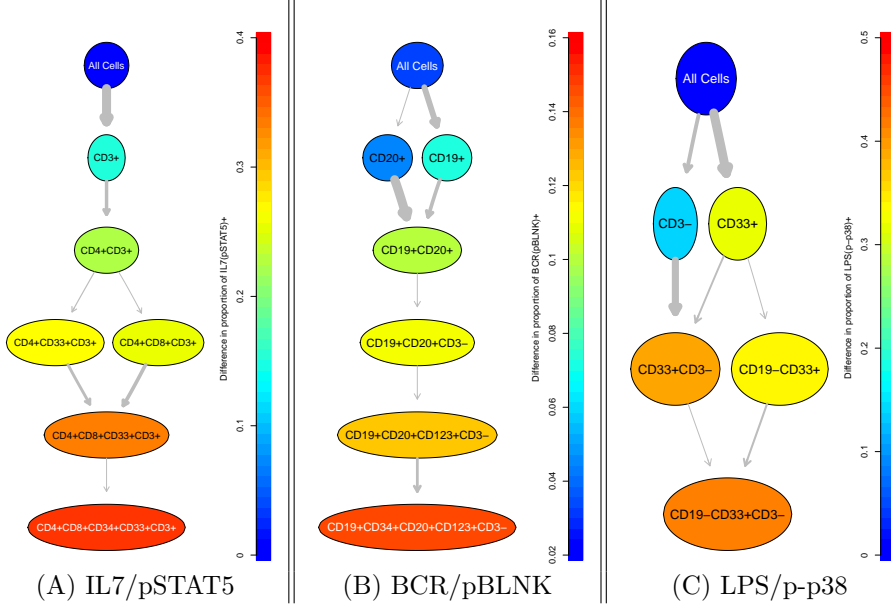 All Cells
CD3+
CD4+CD3+
CD4+CD33+CD3+
CD4+CD8+CD3+
CD4+CD8+CD33+CD3+
CD4+CD8+CD34+CD33+CD3+
0
0.1
0.2
0.3
0.4
Difference in proportion of IL7(pSTAT5)+
(A) IL7/pSTAT5
All Cells
CD20+
CD19+
CD19+CD20+
CD19+CD20+CD3−
CD19+CD20+CD123+CD3−
CD19+CD34+CD20+CD123+CD3−
0.02
0.04
0.06
0.08
0.1
0.12
0.14
0.16
Difference in proportion of BCR(pBLNK)+
(B) BCR/pBLNK
All Cells
CD3−
CD33+
CD33+CD3−
CD19−CD33+
CD19−CD33+CD3−
0
0.1
0.2
0.3
0.4
0.5
Difference in proportion of LPS(p−p38)+
(C) LPS/p-p38